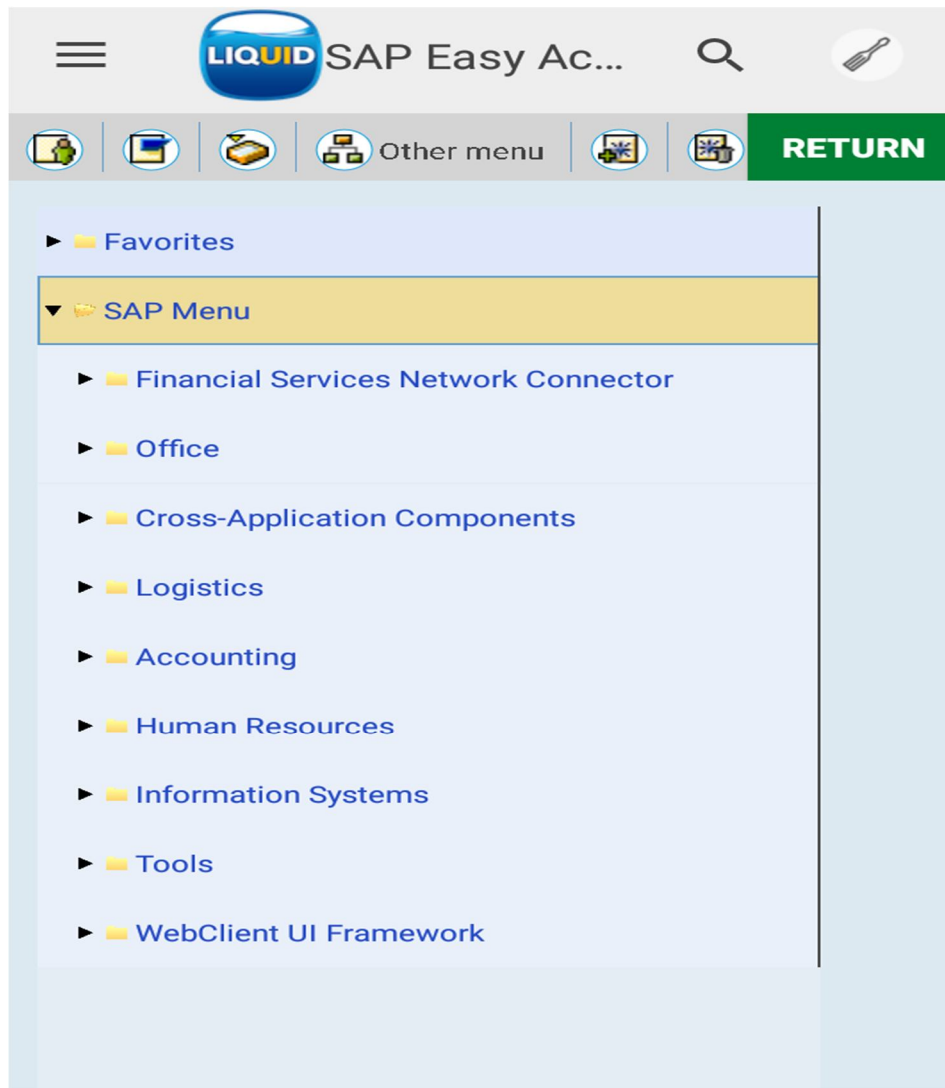 LIQUID SAP Easy Ac...
Other menu RETURN
Favorites
SAP Menu
Financial Services Network Connector
Office
Cross-Application Components
Logistics
Accounting
Human Resources
Information Systems
Tools
WebClient UI Framework